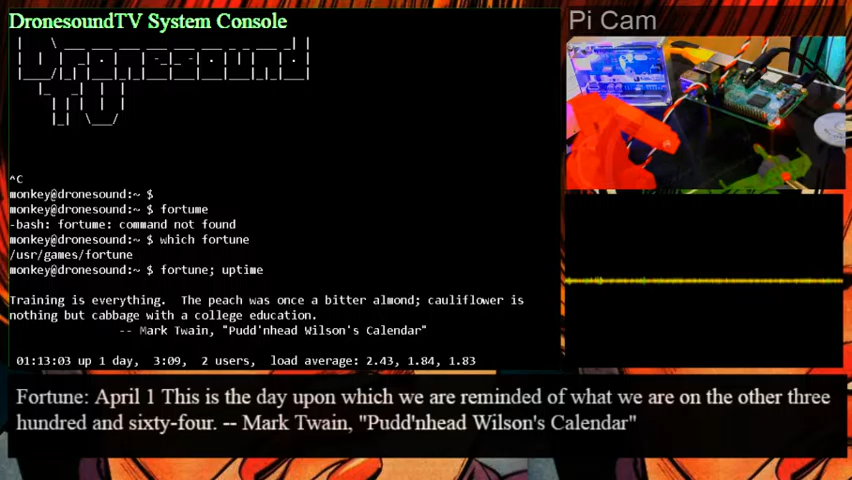 DronesoundTV System Console
Pi Cam
Dronesound
TV
^C
monkey@dronesound:~ $
monkey@dronesound:~ $ fortume
-bash: fortume: command not found
monkey@dronesound:~ $ which fortune
/usr/games/fortune
monkey@dronesound:~ $ fortune; uptime
Training is everything.  The peach was once a bitter almond; cauliflower is
nothing but cabbage with a college education.
-- Mark Twain, "Pudd'nhead Wilson's Calendar"
01:13:03 up 1 day,  3:09,  2 users,  load average: 2.43, 1.84, 1.83
Fortune: April 1 This is the day upon which we are reminded of what we are on the other three
hundred and sixty-four. -- Mark Twain, "Pudd'nhead Wilson's Calendar"